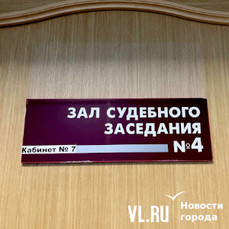 ЗАЛ СУДЕБНОГО
ЗАСЕДАНИЯ
Кабинет № 7
№4
VL.RU
Новости
города